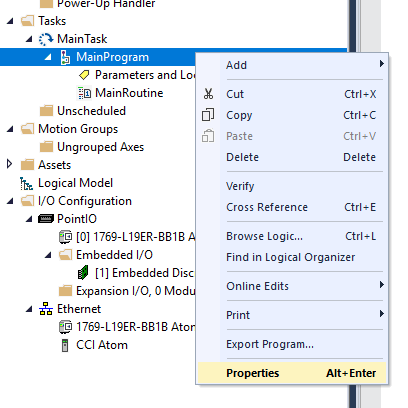 Power-Up Handler
Tasks
MainTask
MainProgram
Parameters and Loc
MainRoutine
Unscheduled
Motion Groups
Ungrouped Axes
Assets
Logical Model
I/O Configuration
PointIO
[0] 1769-L19ER-BB1B A
Embedded I/O
[1] Embedded Disc
Expansion I/O, 0 Modu
Ethernet
1769-L19ER-BB1B Atom
CCI Atom
Add
Cut Ctrl+X
Copy Ctrl+C
Paste Ctrl+V
Delete Delete
Verify
Cross Reference Ctrl+E
Browse Logic... Ctrl+L
Find in Logical Organizer
Online Edits
Print
Export Program...
Properties Alt+Enter